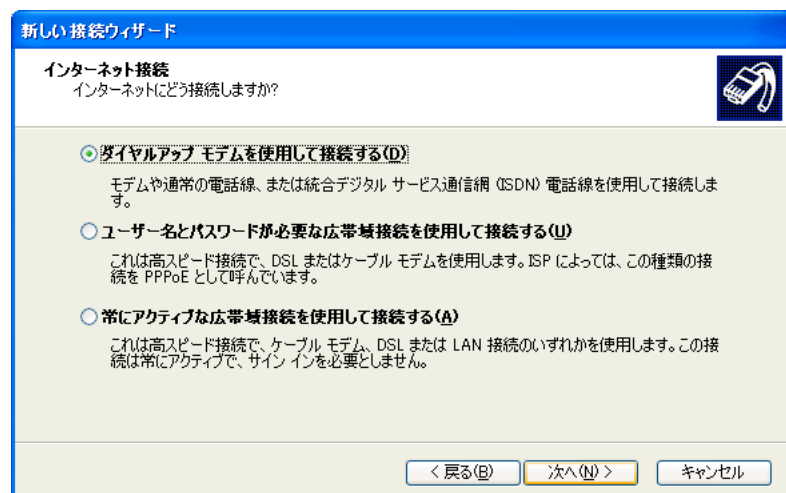 新しい接続ウィザード
インターネット接続
インターネットにどう接続しますか?
ダイヤルアップ モデムを使用して接続する(D)
モデムや通常の電話線、または統合デジタル サービス通信網 (ISDN) 電話線を使用して接続しま
す。
ユーザー名とパスワードが必要な広帯域接続を使用して接続する(U)
これは高スピード接続で、DSL またはケーブル モデムを使用します。ISP によっては、この種類の接
続を PPPoE として呼んでいます。
常にアクティブな広帯域接続を使用して接続する(A)
これは高スピード接続で、ケーブル モデム、DSL または LAN 接続のいずれかを使用します。この接
続は常にアクティブで、サイン インを必要としません。
< 戻る(B) 次へ(N) > キャンセル